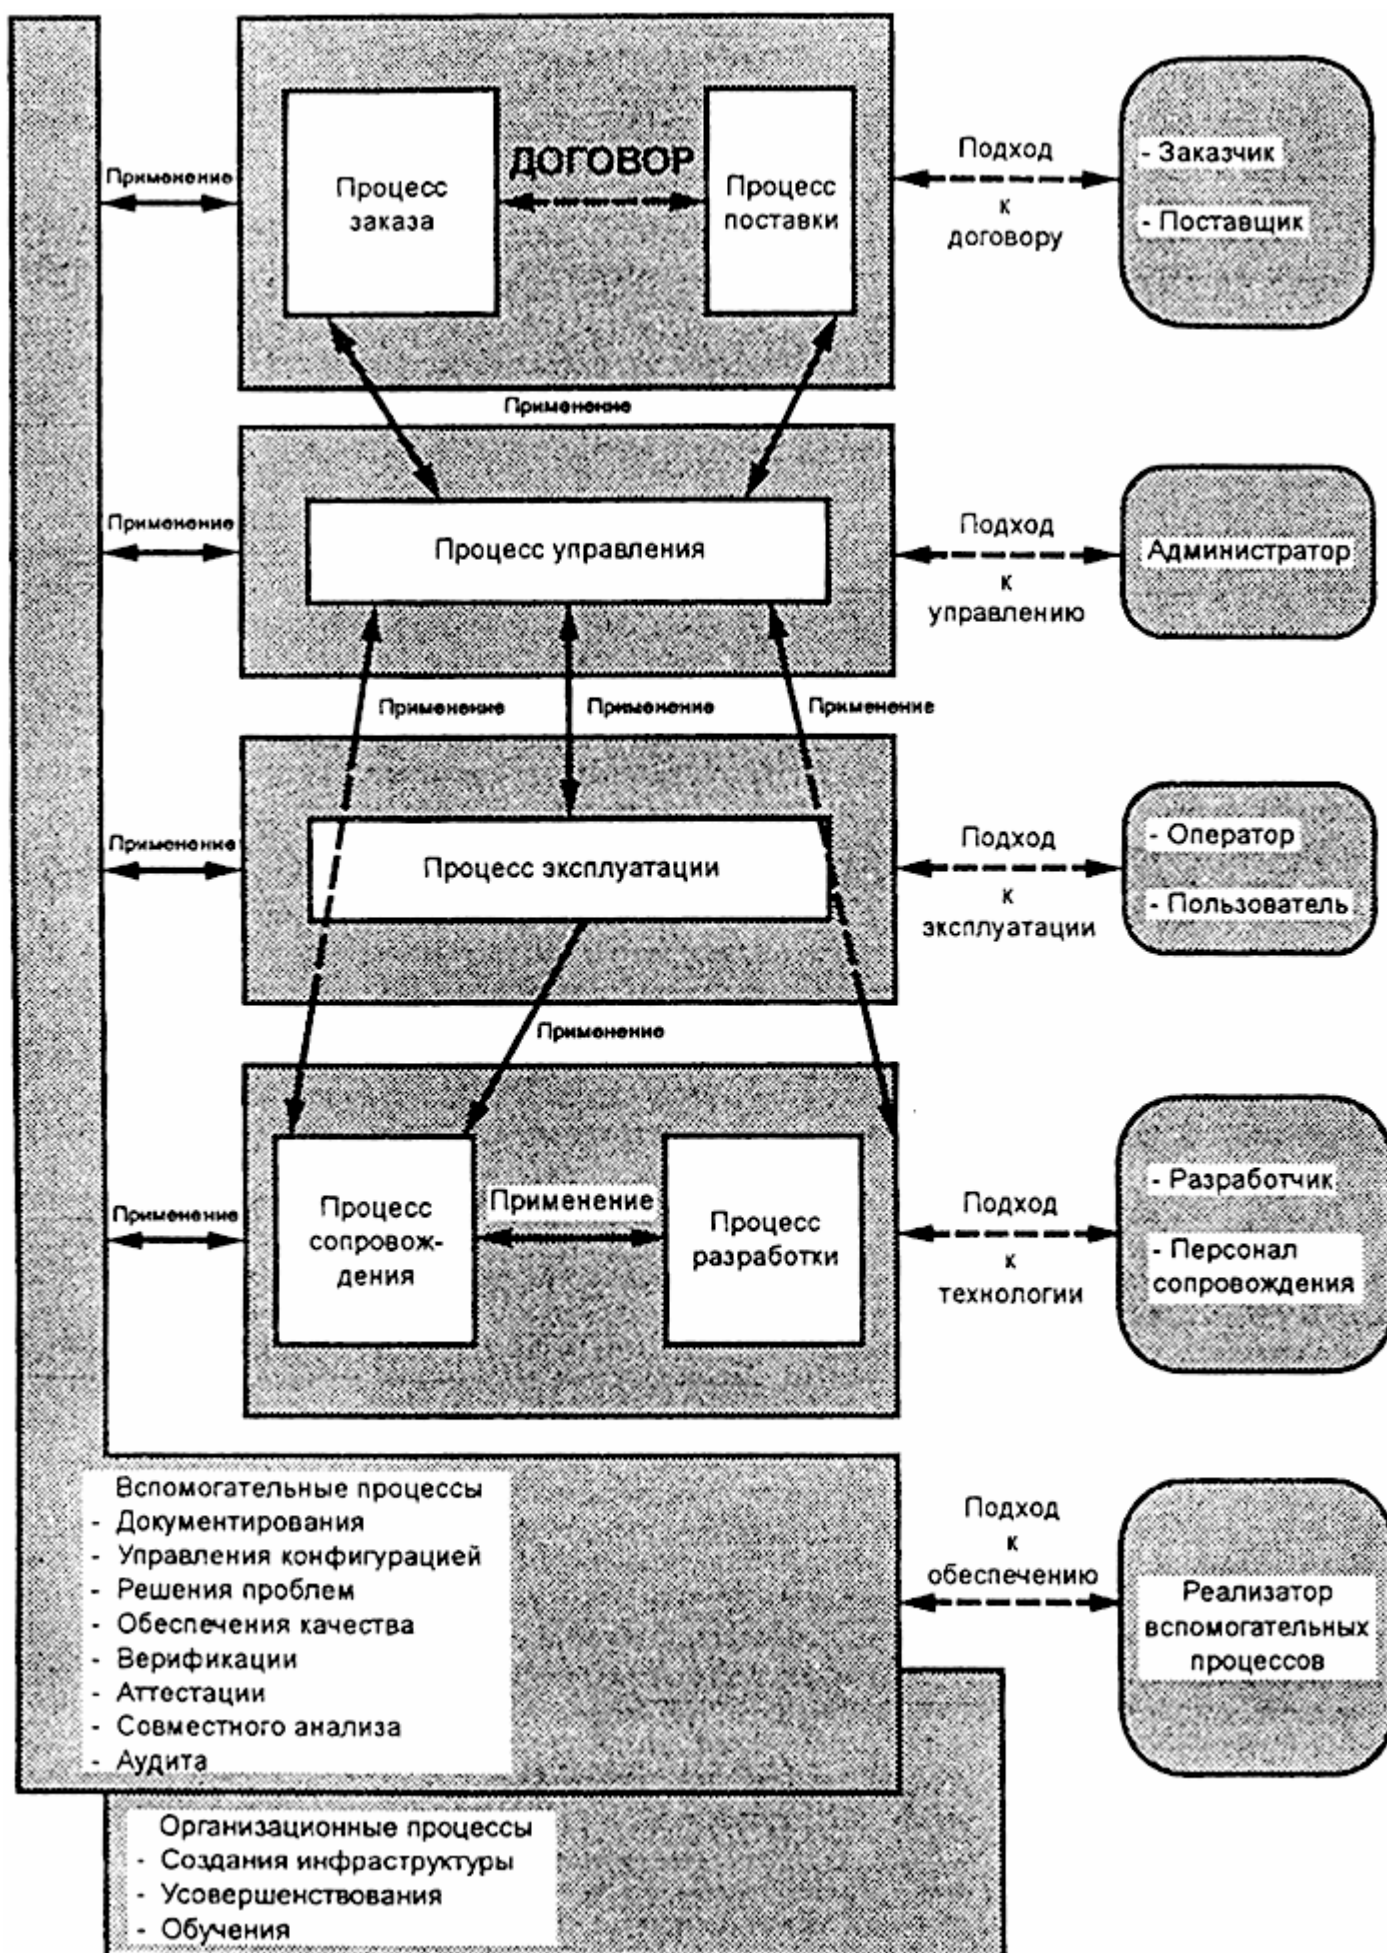 ДОГОВОР
Процесс
заказа
Процесс
поставки
Применение
Подход
к
договору
- Заказчик
- Поставщик
Применение
Применение
Процесс управления
Подход
к
управлению
Администратор
Применение
Применение
Применение
Применение
Процесс эксплуатации
Подход
к
эксплуатации
- Оператор
- Пользователь
Применение
Применение
Процесс
сопровож-
дения
Применение
Процесс
разработки
Подход
к
технологии
- Разработчик
- Персонал
сопровождения
Вспомогательные процессы
- Документирования
- Управления конфигурацией
- Решения проблем
- Обеспечения качества
- Верификации
- Аттестации
- Совместного анализа
- Аудита
Подход
к
обеспечению
Реализатор
вспомогательных
процессов
Организационные процессы
- Создания инфраструктуры
- Усовершенствования
- Обучения